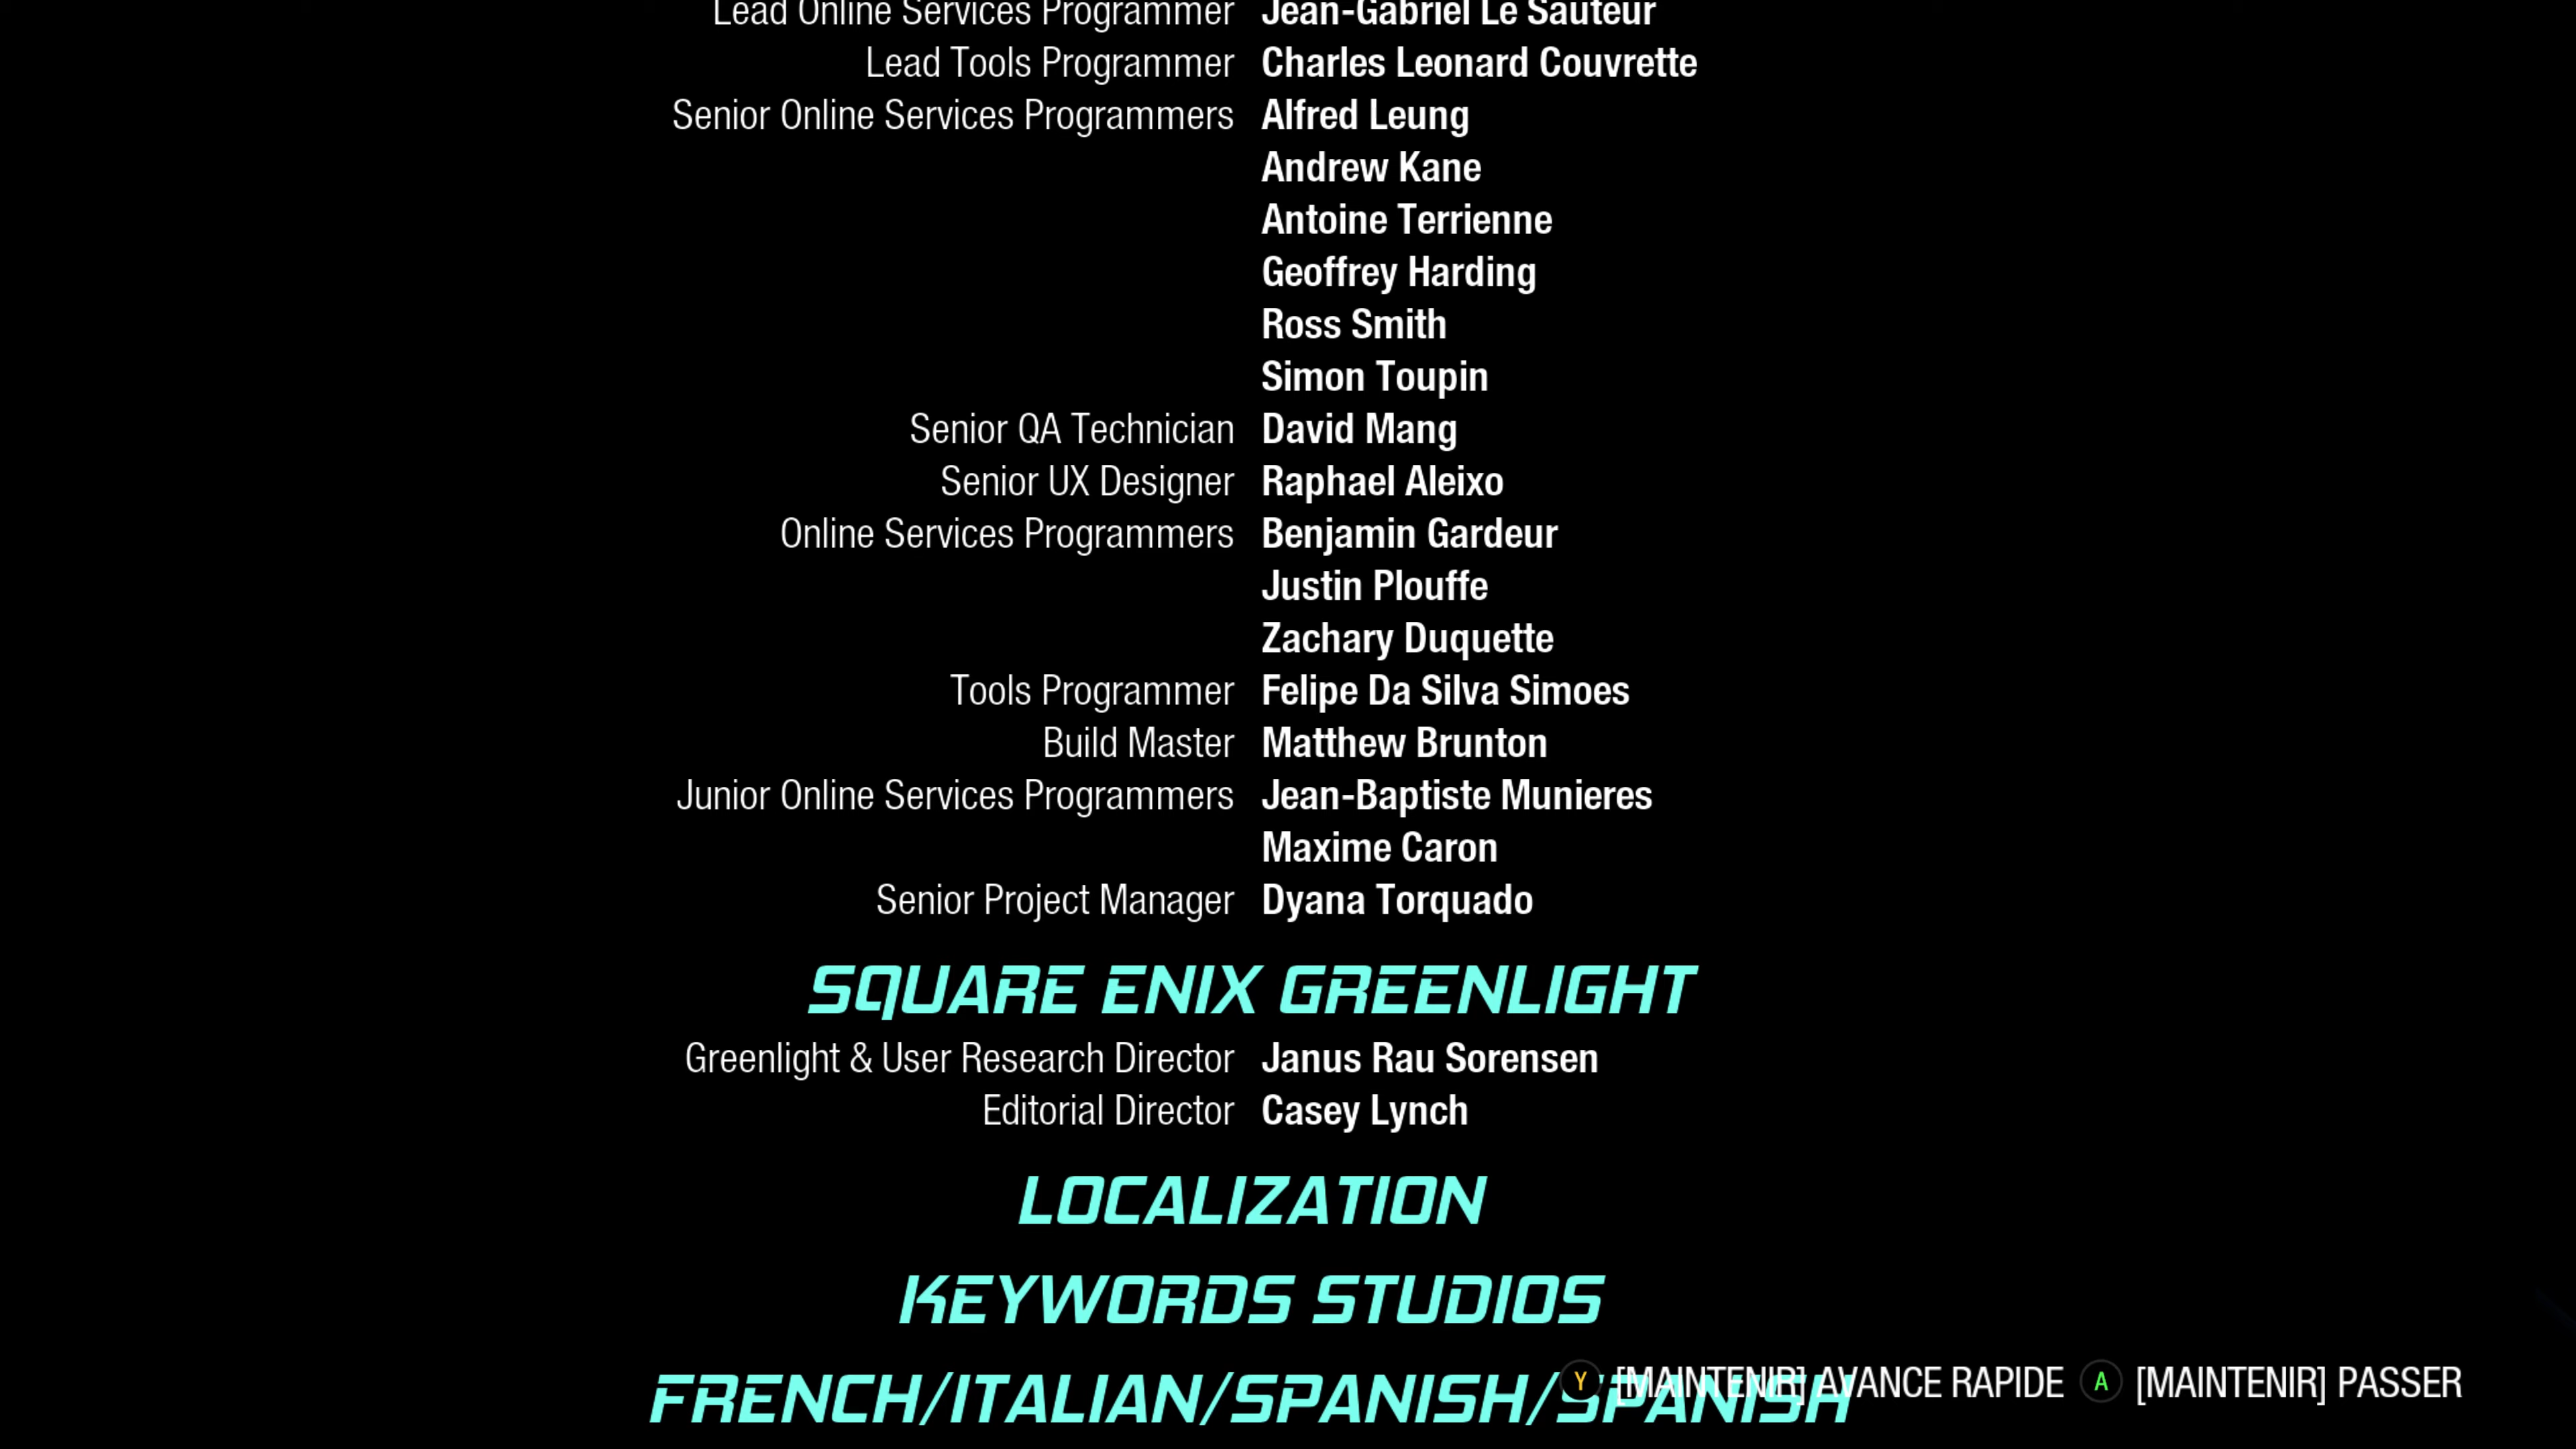 Lead Online Services Programmer Jean-Gabriel Le Sauteur
Lead Tools Programmer Charles Leonard Couvrette
Senior Online Services Programmers Alfred Leung
Andrew Kane
Antoine Terrienne
Geoffrey Harding
Ross Smith
Simon Toupin
Senior QA Technician David Mang
Senior UX Designer Raphael Aleixo
Online Services Programmers Benjamin Gardeur
Justin Plouffe
Zachary Duquette
Tools Programmer Felipe Da Silva Simoes
Build Master Matthew Brunton
Junior Online Services Programmers Jean-Baptiste Munieres
Maxime Caron
Senior Project Manager Dyana Torquado
SQUARE ENIX GREENLIGHT
Greenlight & User Research Director Janus Rau Sorensen
Editorial Director Casey Lynch
LOCALIZATION
KEYWORDS STUDIOS
FRENCH/ITALIAN/SPANISH/SPANISH
Y [MAINTENIR] AVANCE RAPIDE A [MAINTENIR] PASSER